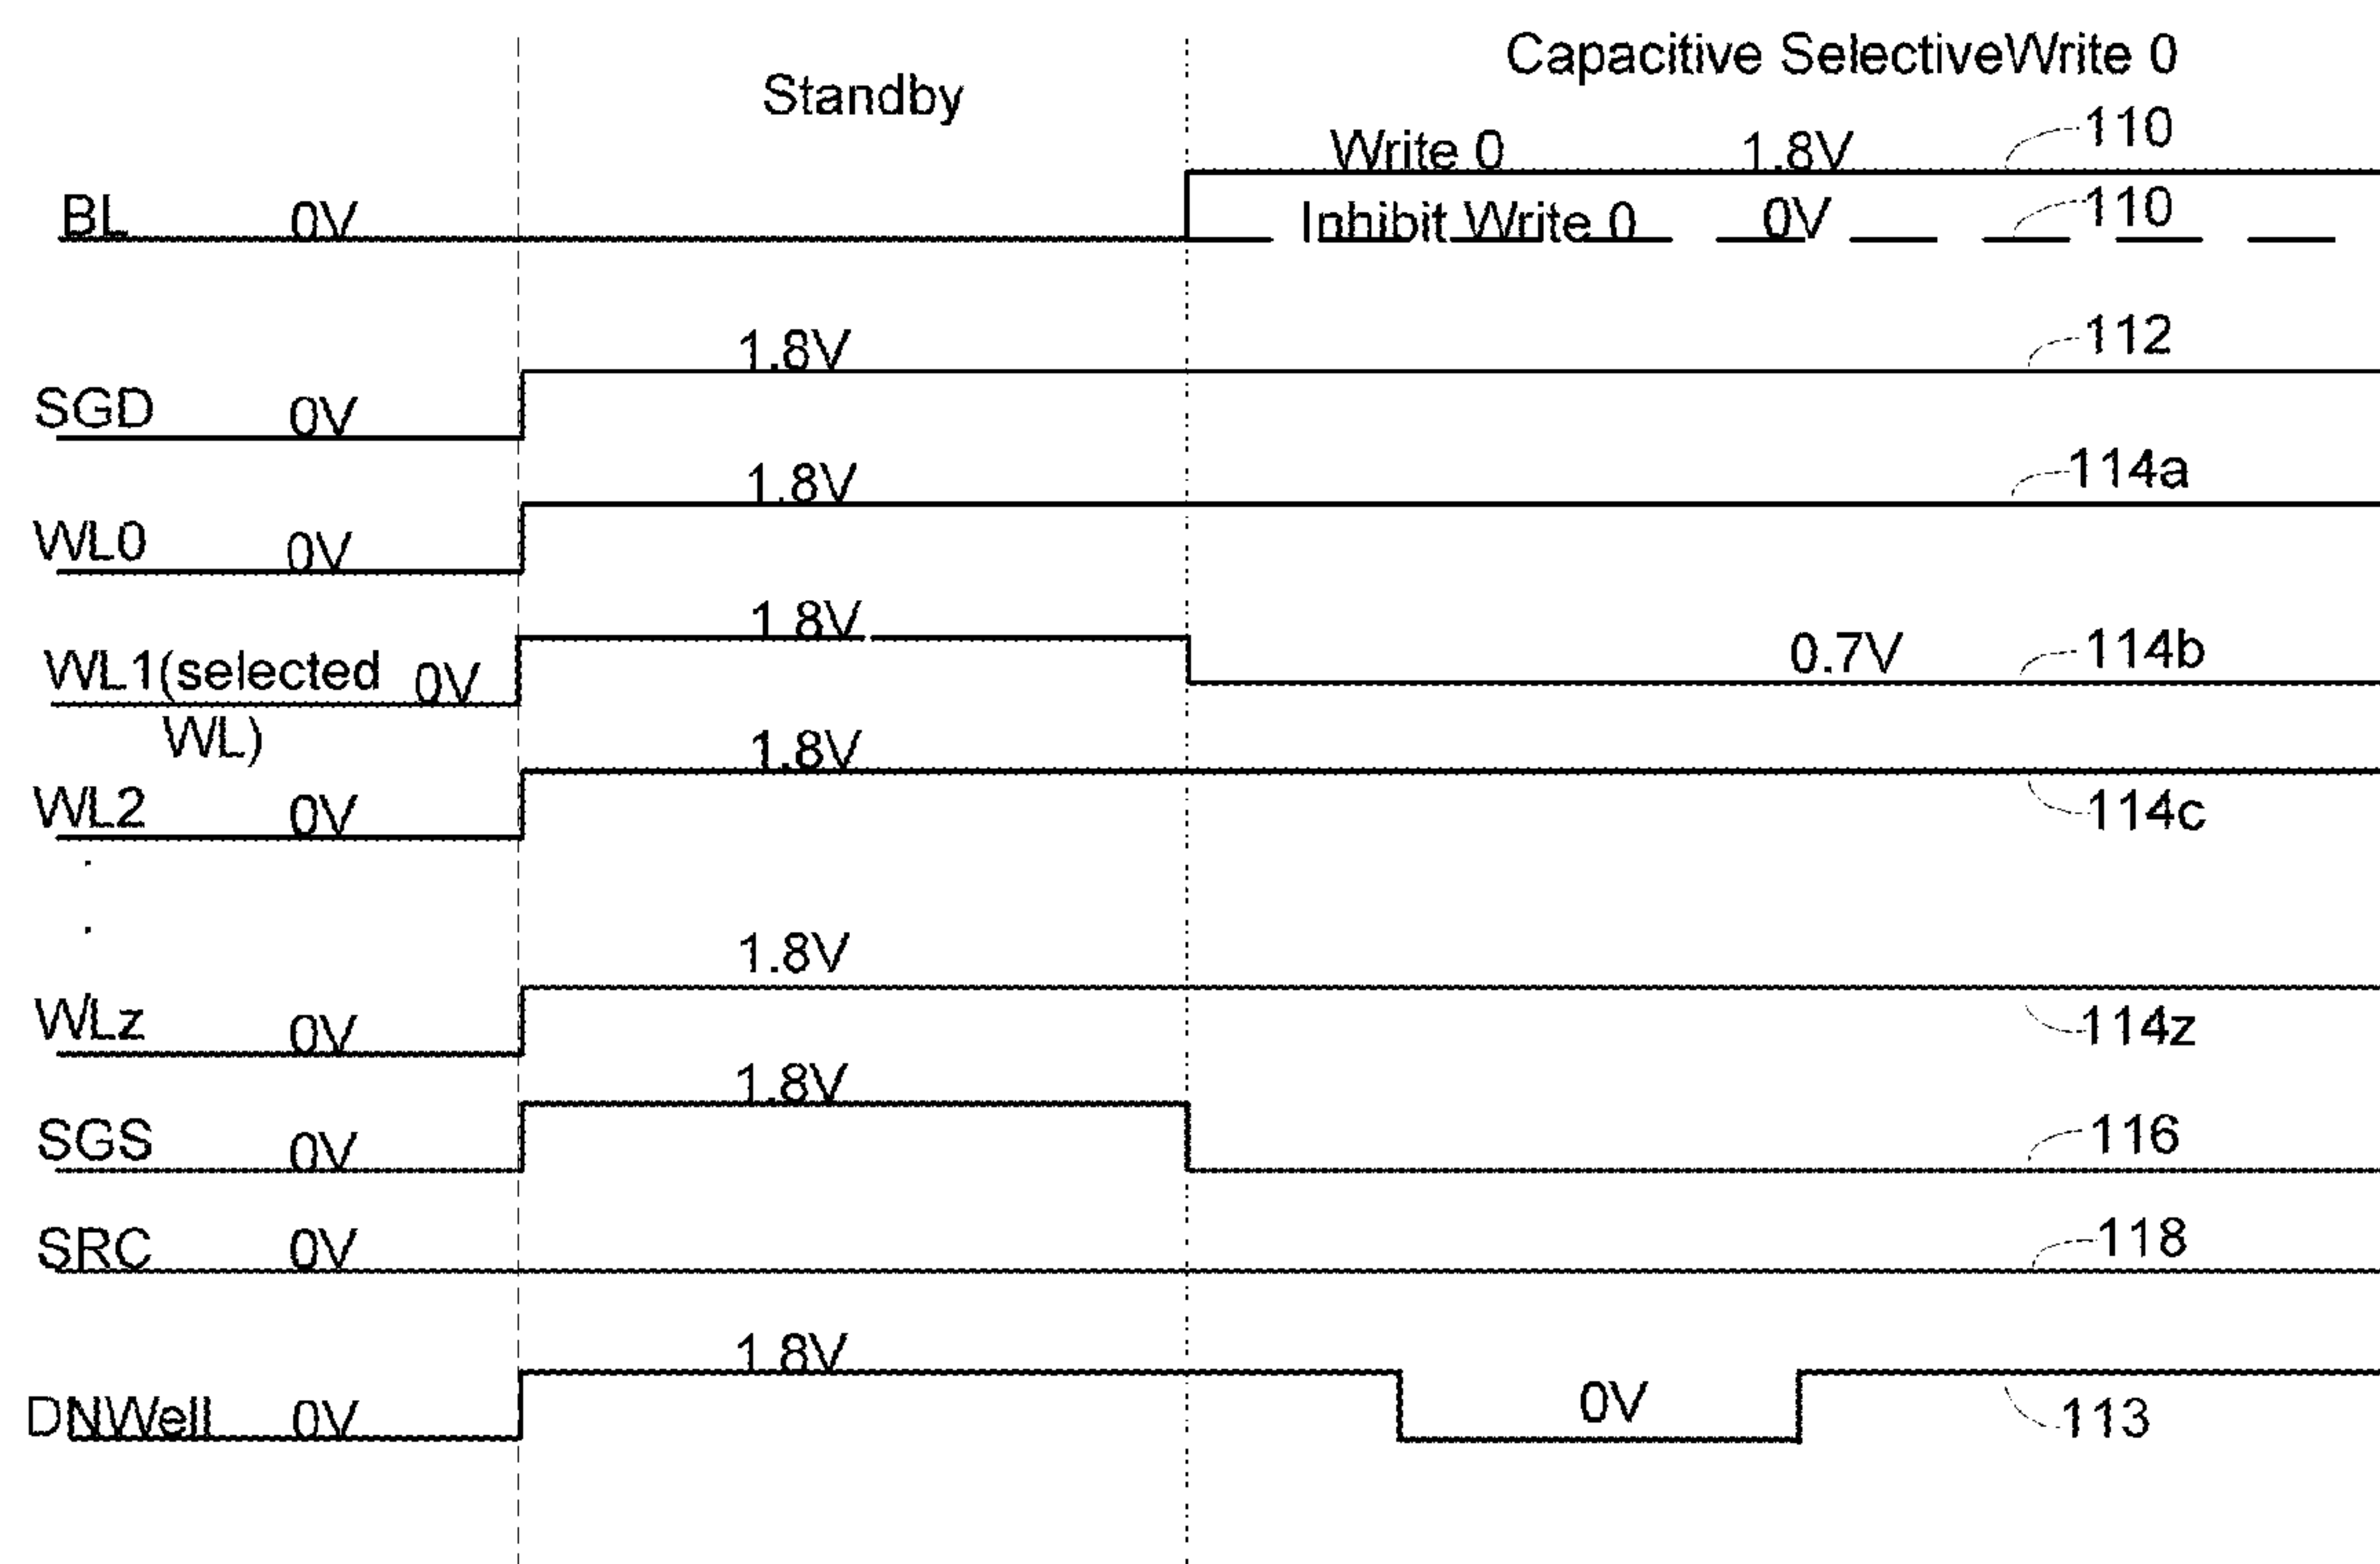 Capacitive SelectiveWrite 0
Standby
Write 0 1.8V 110
BL 0V Inhibit Write 0 0V 110
1.8V 112
SGD 0V
1.8V 114a
WL0 0V
1.8V
WL1(selected 0V 0.7V 114b
WL)
1.8V
WL2 0V 114c
.
.
1.8V
WLz 0V 114z
1.8V
SGS 0V 116
SRC 0V 118
1.8V
DNWell 0V 0V 113